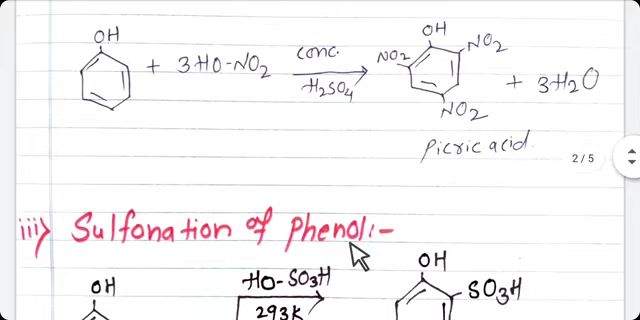 OH OH
+ 3HO-NO2 conc. H2SO4 NO2 NO2 + 3H2O
NO2
Picric acid.
2/5
iii) Sulfonation of Phenol:-
OH HO-SO3H OH
SO3H
293K